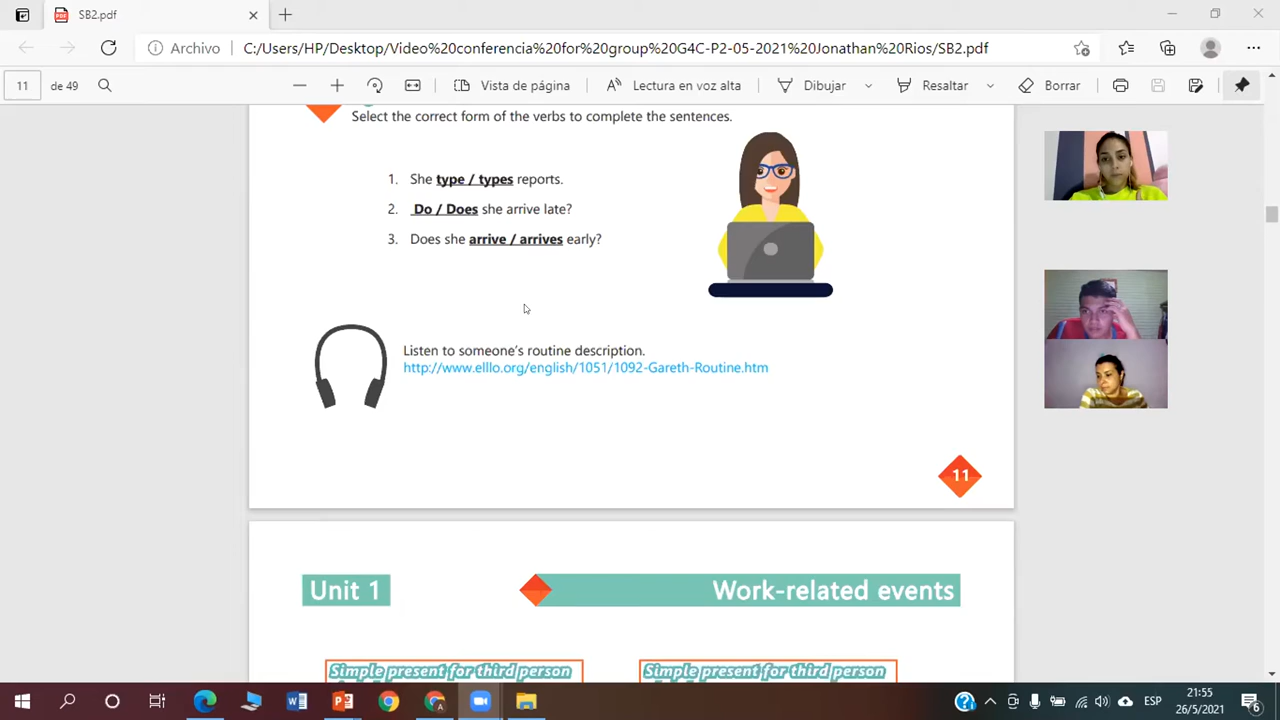 SB2.pdf
Archivo
C:/Users/HP/Desktop/Video%20conferencia%20for%20group%20G4C-P2-05-2021%20Jonathan%20Rios/SB2.pdf
11 de 49
Vista de página
Lectura en voz alta
Dibujar
Resaltar
Borrar
Select the correct form of the verbs to complete the sentences.
1. She type / types reports.
2. Do / Does she arrive late?
3. Does she arrive / arrives early?
Listen to someone's routine description.
http://www.elllo.org/english/1051/1092-Gareth-Routine.htm
11
Unit 1
Work-related events
Simple present for third person
Simple present for third person
ESP
21:55
26/5/2021
6